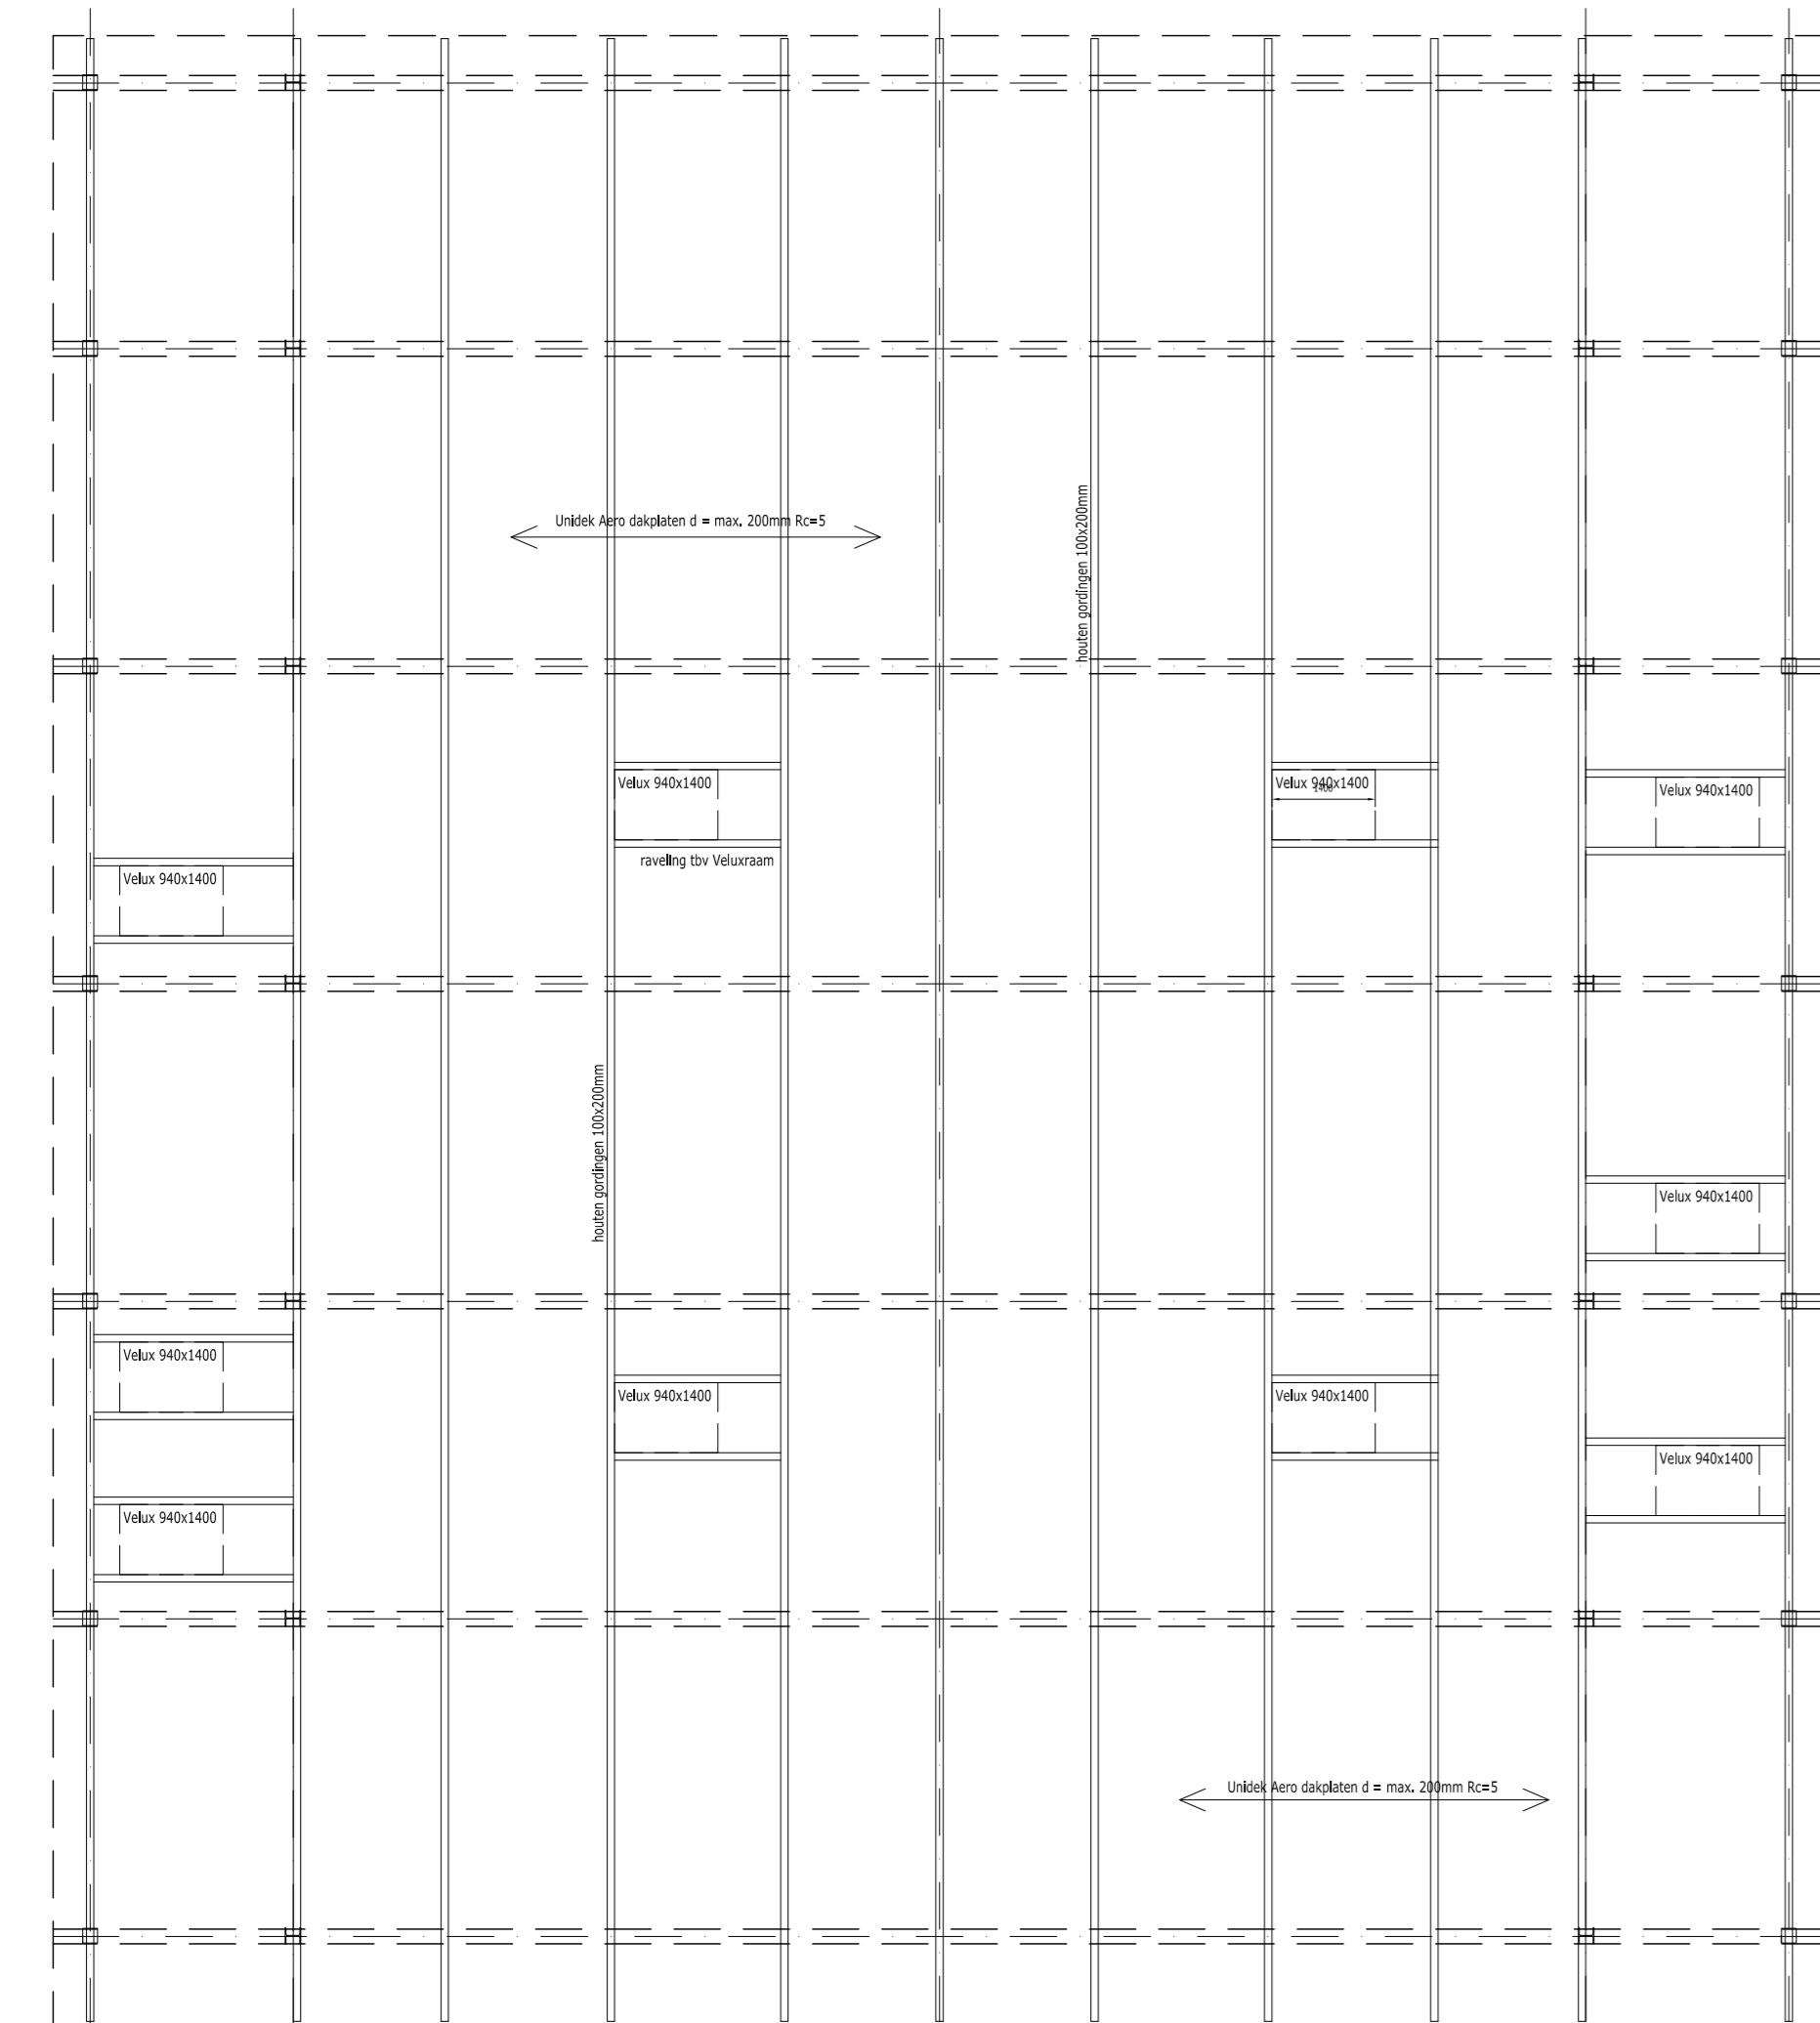 Unidek Aero dakplaten d = max. 200mm Rc=5
houten gordingen 100x200mm
Velux 940x1400
Velux 940x1400
1400
Velux 940x1400
raveling tbv Veluxraam
Velux 940x1400
houten gordingen 100x200mm
Velux 940x1400
Velux 940x1400
Velux 940x1400
Velux 940x1400
Velux 940x1400
Velux 940x1400
Unidek Aero dakplaten d = max. 200mm Rc=5